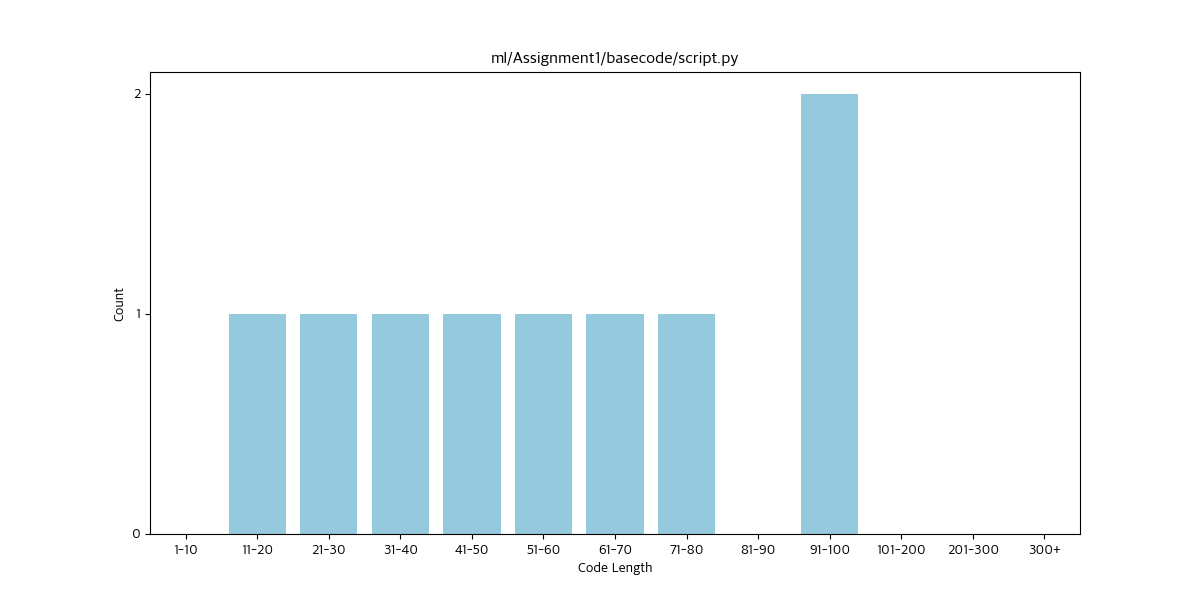 ml/Assignment1/basecode/script.py
2
1
0
Count
1-10 11-20 21-30 31-40 41-50 51-60 61-70 71-80 81-90 91-100 101-200 201-300 300+
Code Length